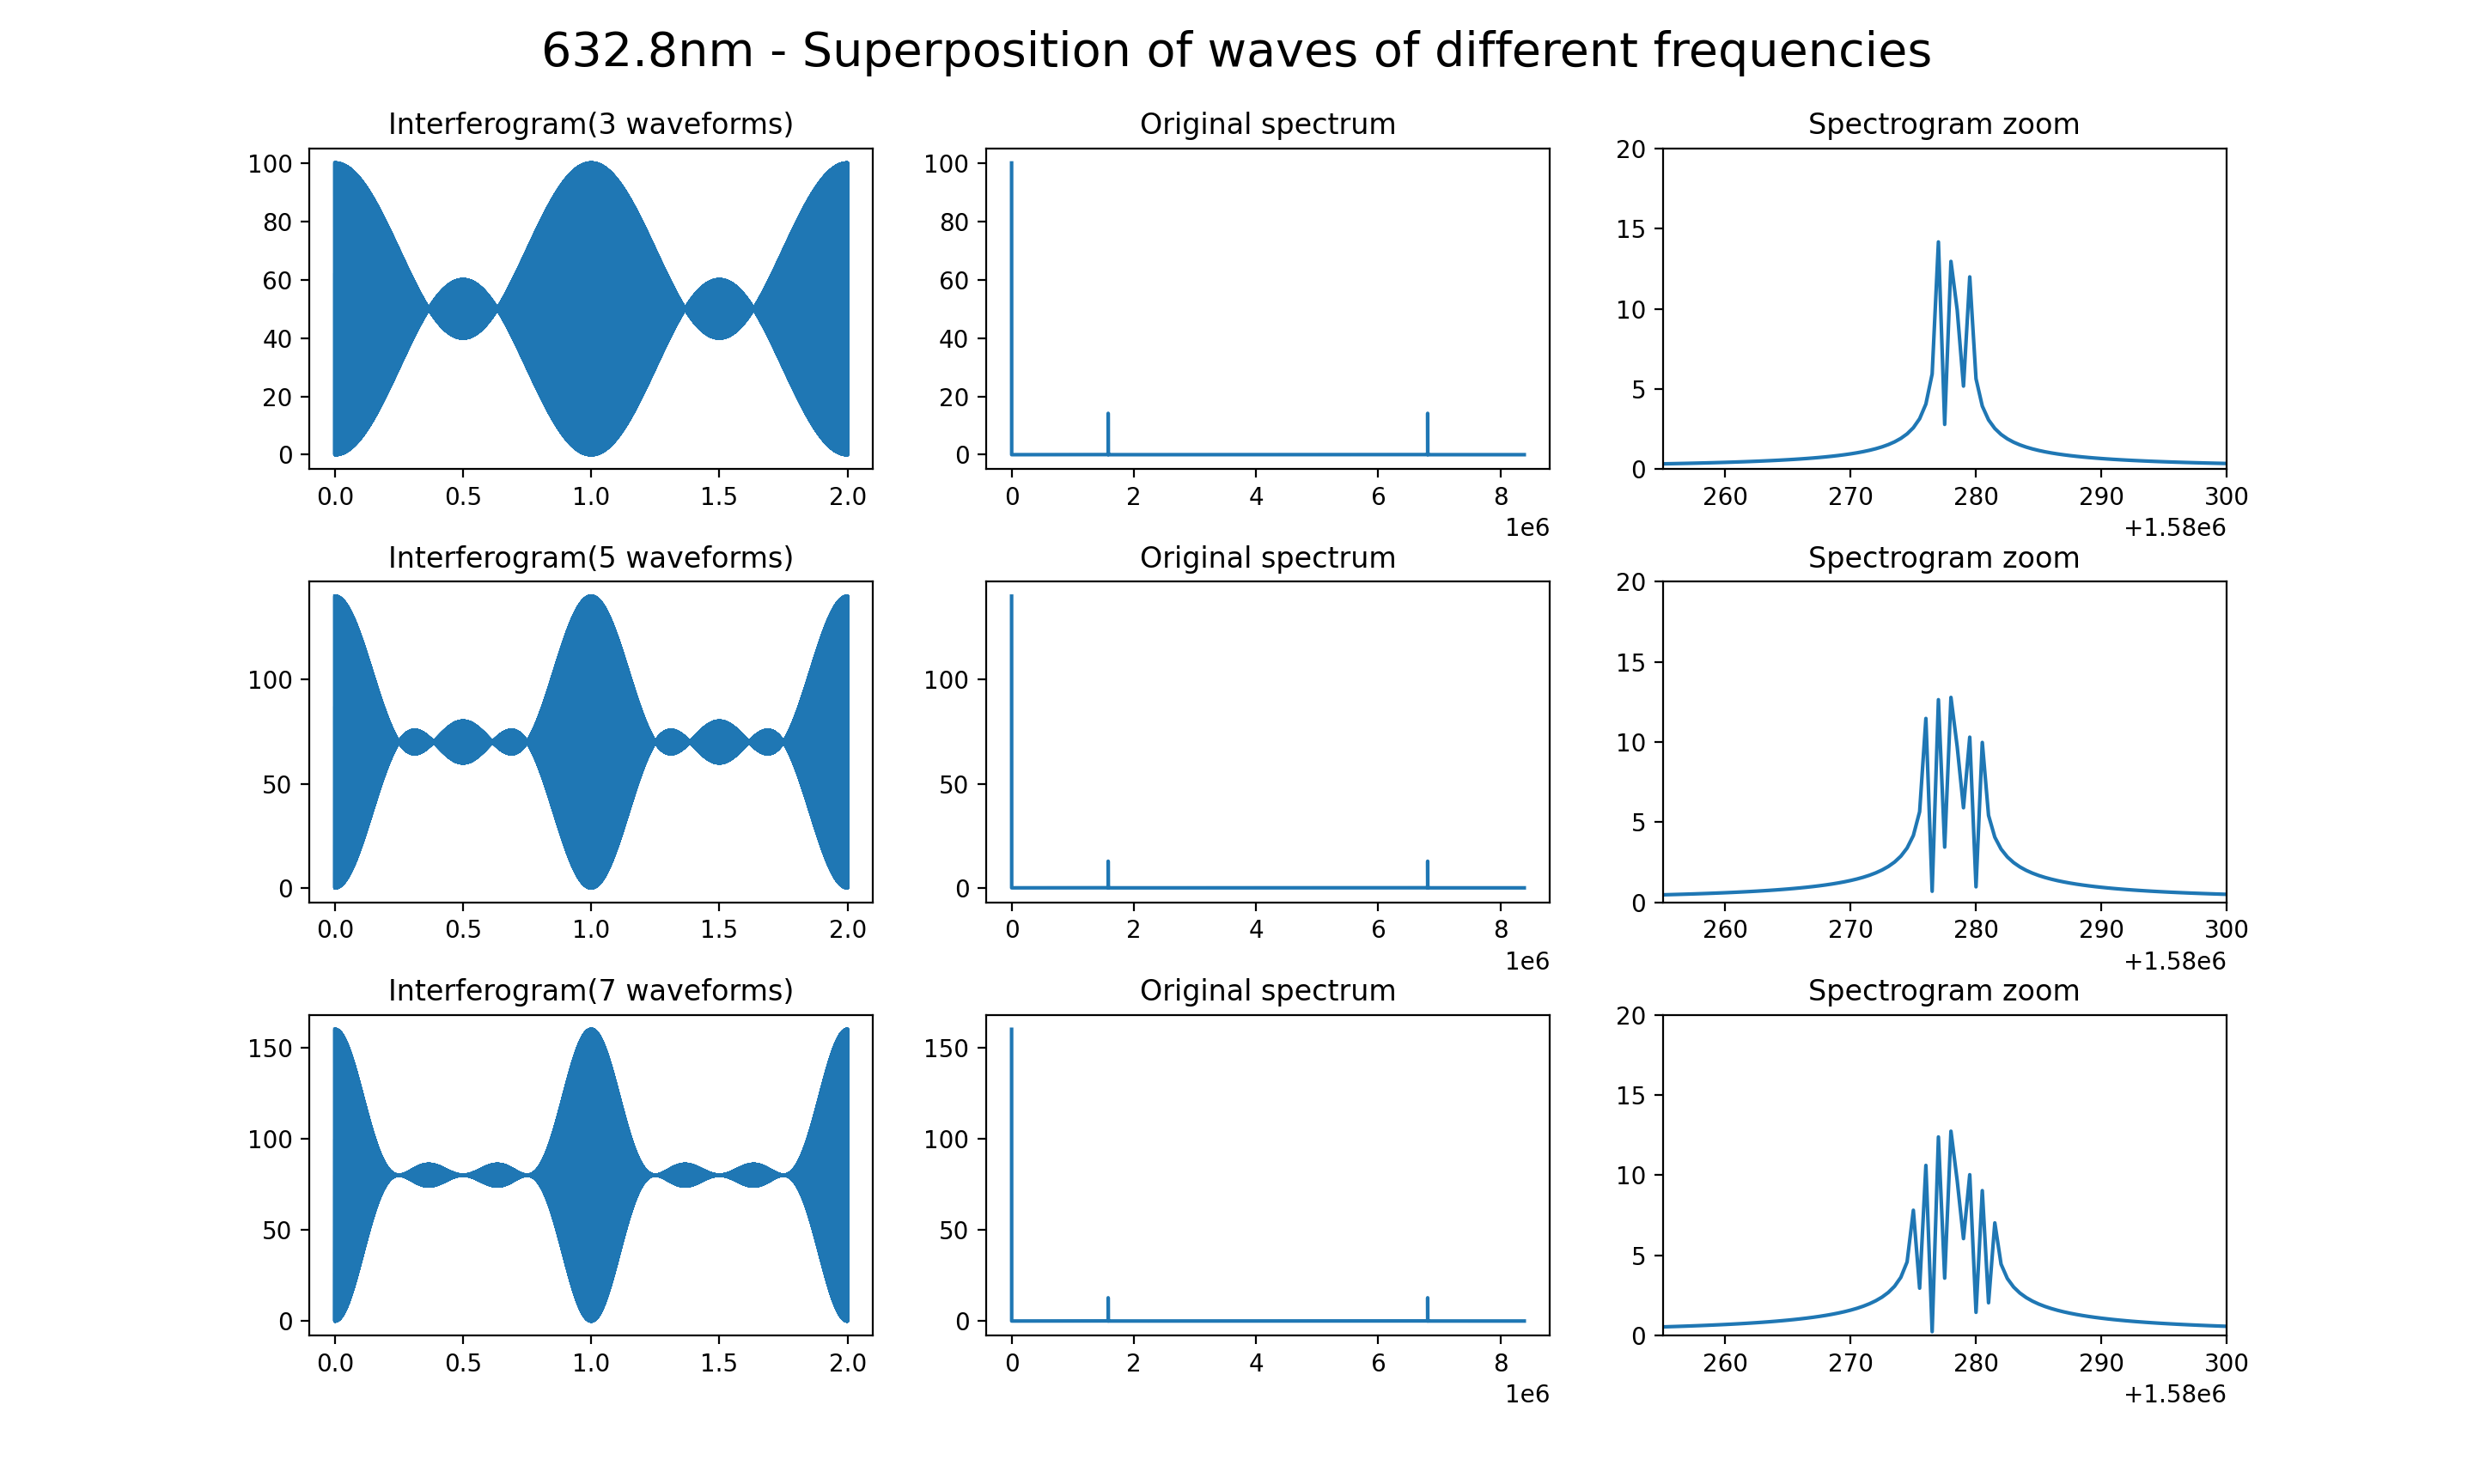 632.8nm - Superposition of waves of different frequencies
Interferogram(3 waveforms)
100
80
60
40
20
0
0.0 0.5 1.0 1.5 2.0
Original spectrum
100
80
60
40
20
0
0 2 4 6 8
1e6
Spectrogram zoom
20
15
10
5
0
260 270 280 290 300
+1.58e6
Interferogram(5 waveforms)
100
50
0
0.0 0.5 1.0 1.5 2.0
Original spectrum
100
50
0
0 2 4 6 8
1e6
Spectrogram zoom
20
15
10
5
0
260 270 280 290 300
+1.58e6
Interferogram(7 waveforms)
150
100
50
0
0.0 0.5 1.0 1.5 2.0
Original spectrum
150
100
50
0
0 2 4 6 8
1e6
Spectrogram zoom
20
15
10
5
0
260 270 280 290 300
+1.58e6